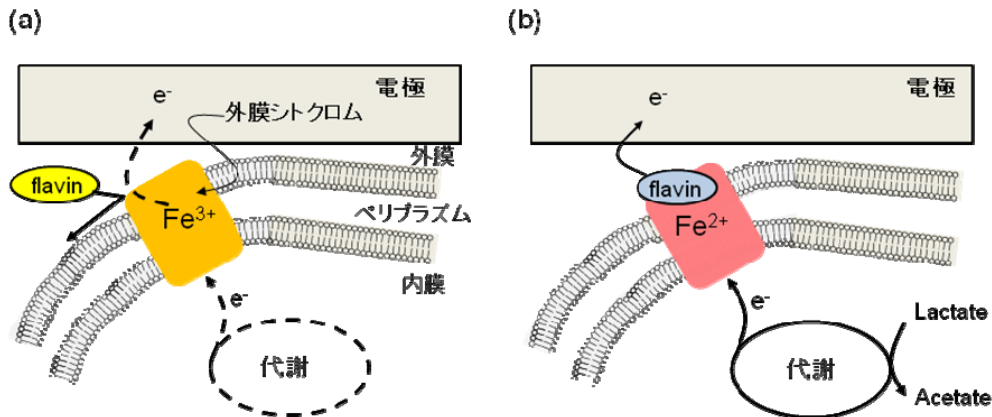 (a)
電極
e-
外膜シトクロム
外膜
flavin
Fe3+
ペリプラズム
内膜
e-
代謝
(b)
電極
e-
flavin
Fe2+
e-
Lactate
代謝
Acetate